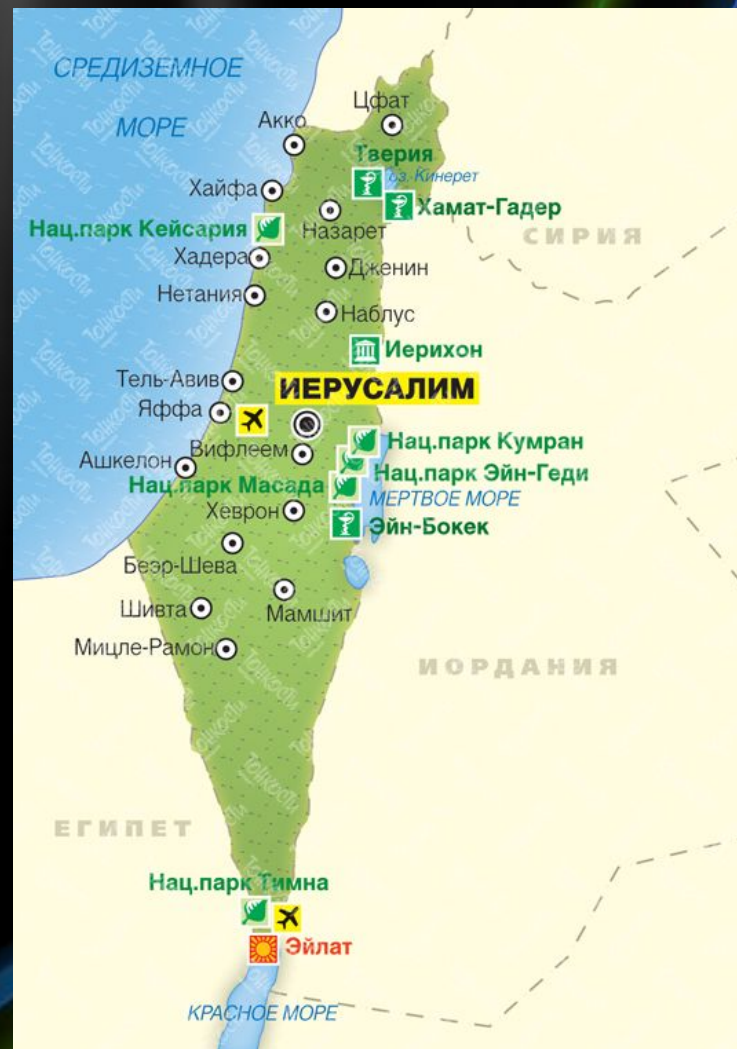 СРЕДИЗЕМНОЕ
МОРЕ
Цфат
Акко
Тверия
оз. Кинерет
Хайфа
Хамат-Гадер
Назарет
Нац.парк Кейсария
СИРИЯ
Хадера
Дженин
Нетания
Наблус
Иерихон
Тель-Авив
ИЕРУСАЛИМ
Яффа
Нац.парк Кумран
Вифлеем
Ашкелон
Нац.парк Эйн-Геди
Нац.парк Масада
МЕРТВОЕ МОРЕ
Хеврон
Эйн-Бокек
Беэр-Шева
Шивта
Мамшит
Мицле-Рамон
ИОРДАНИЯ
ЕГИПЕТ
Нац.парк Тимна
Эйлат
КРАСНОЕ МОРЕ
Тонкости